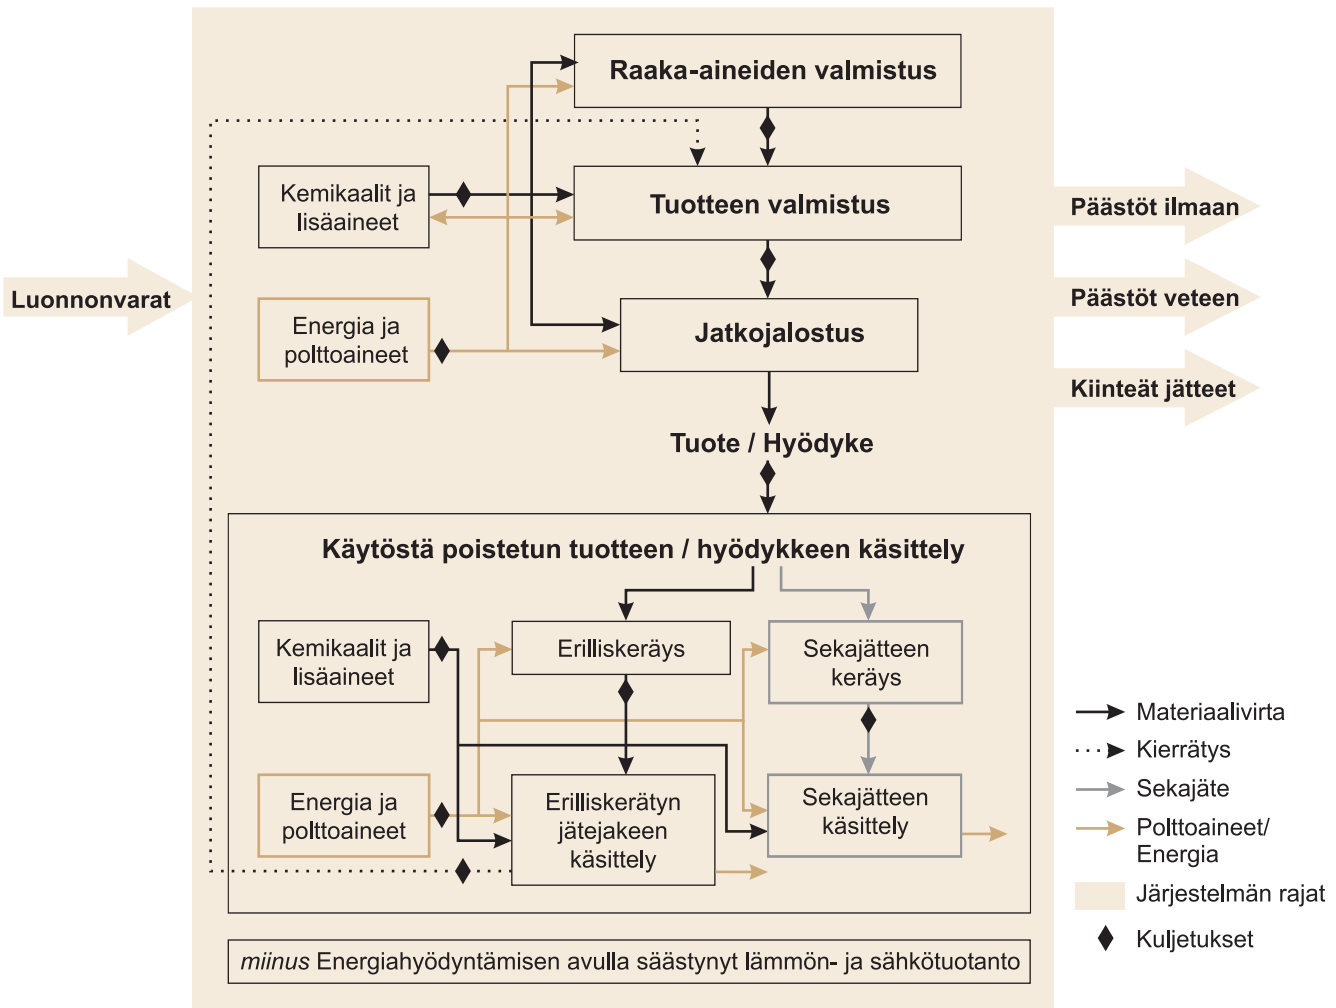 Raaka-aineiden valmistus
Kemikaalit ja
lisäaineet
Tuotteen valmistus
Päästöt ilmaan
Luonnonvarat
Päästöt veteen
Energia ja
polttoaineet
Jatkojalostus
Kiinteät jätteet
Tuote / Hyödyke
Käytöstä poistetun tuotteen / hyödykkeen käsittely
Kemikaalit ja
lisäaineet
Erilliskeräys
Sekajätteen
keräys
Energia ja
polttoaineet
Erilliskerätyn
jätejakeen
käsittely
Sekajätteen
käsittely
Materiaalivirta
Kierrätys
Sekajäte
Polttoaineet/
Energia
Järjestelmän rajat
Kuljetukset
miinus Energiahyödyntämisen avulla säästynyt lämmön- ja sähkötuotanto